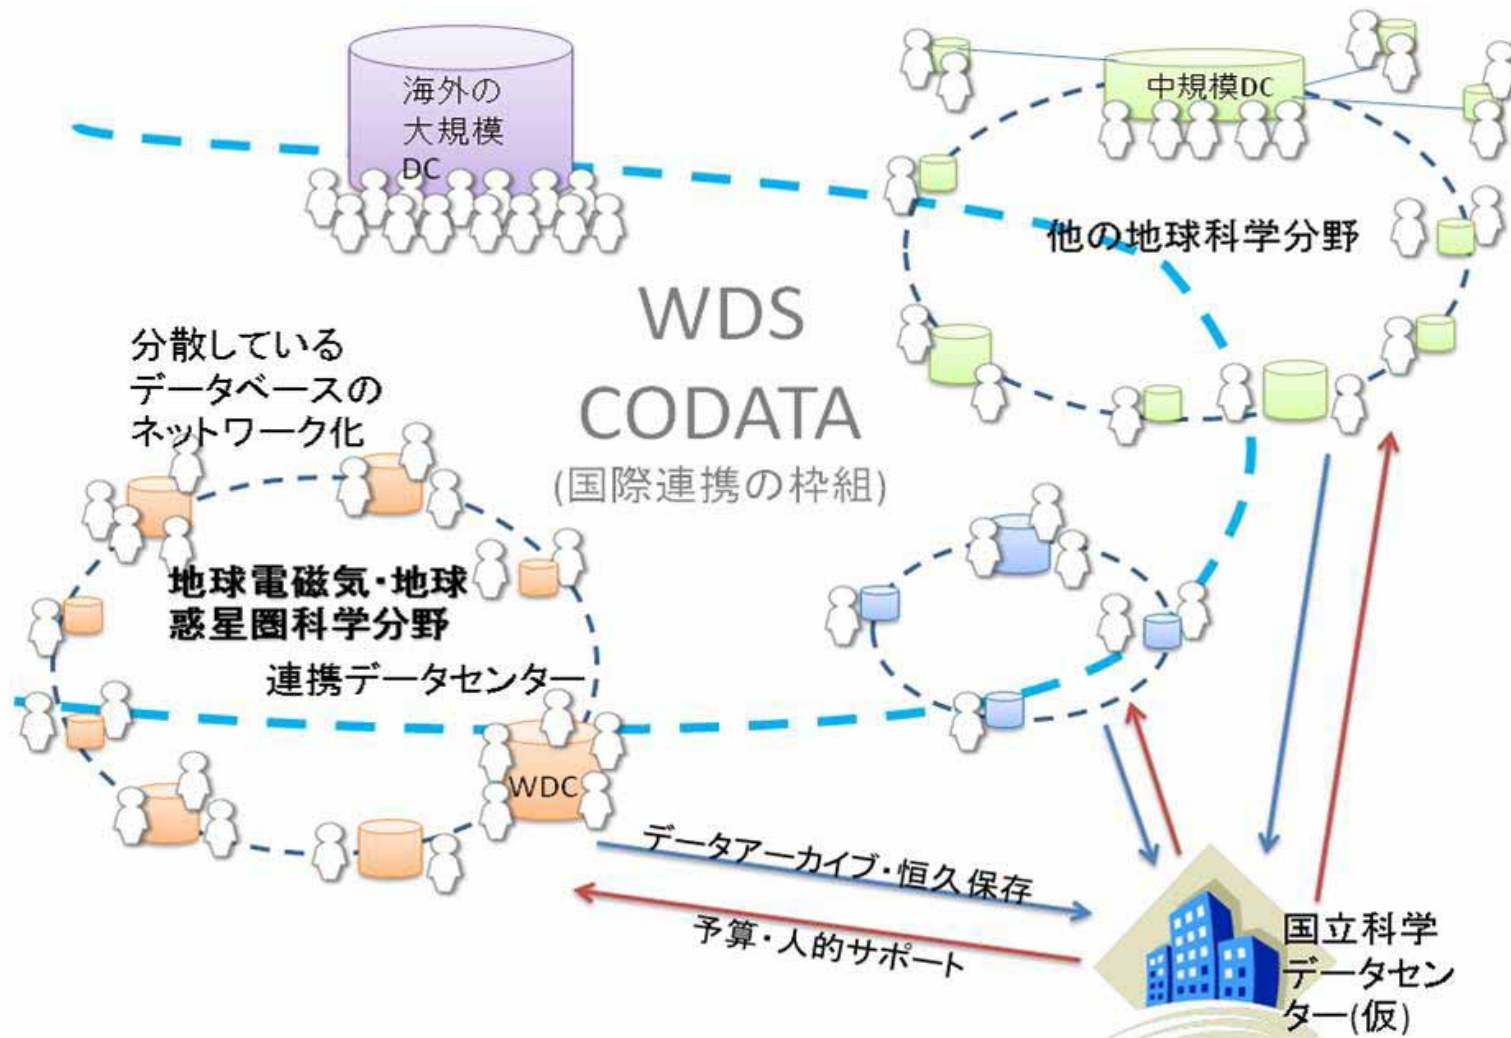 海外の
大規模
DC
中規模DC
他の地球科学分野
WDS
CODATA
(国際連携の枠組)
分散している
データベースの
ネットワーク化
地球電磁気・地球
惑星圏科学分野
連携データセンター
WDC
データアーカイブ・恒久保存
予算・人的サポート
国立科学
データセン
ター(仮)